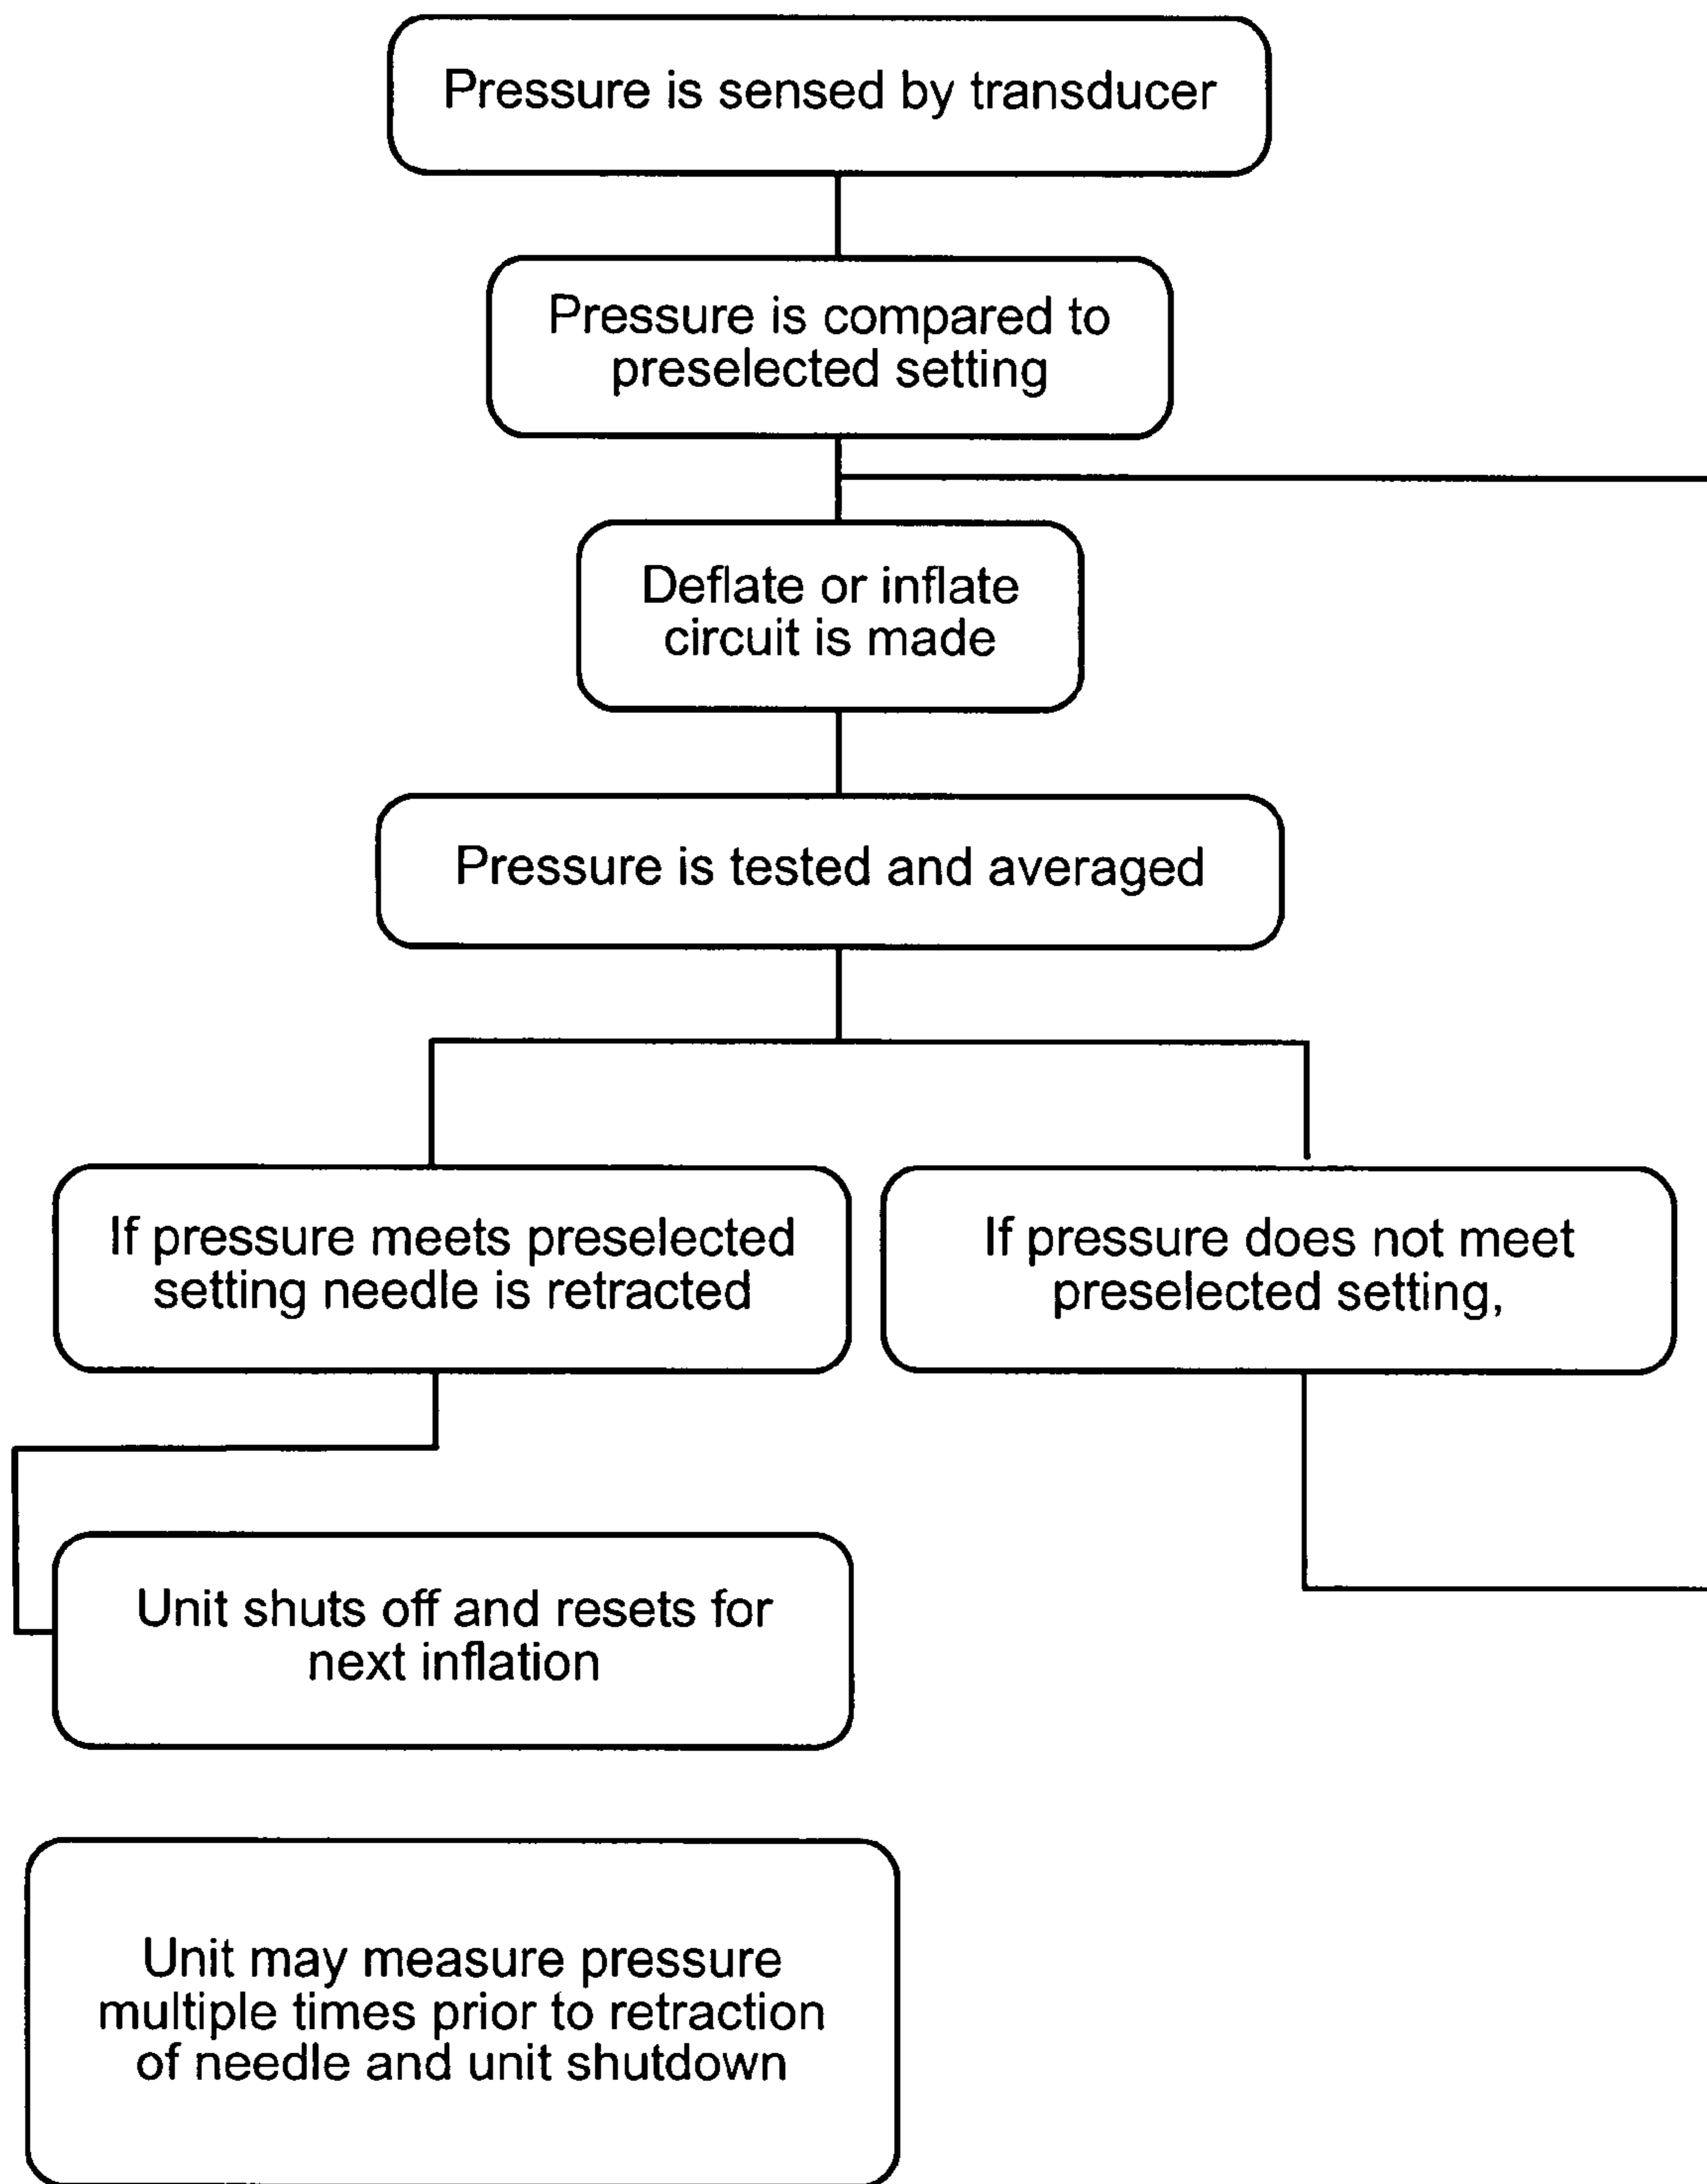 Pressure is sensed by transducer
Pressure is compared to
preselected setting
Deflate or inflate
circuit is made
Pressure is tested and averaged
If pressure meets preselected
setting needle is retracted
If pressure does not meet
preselected setting,
Unit shuts off and resets for
next inflation
Unit may measure pressure
multiple times prior to retraction
of needle and unit shutdown